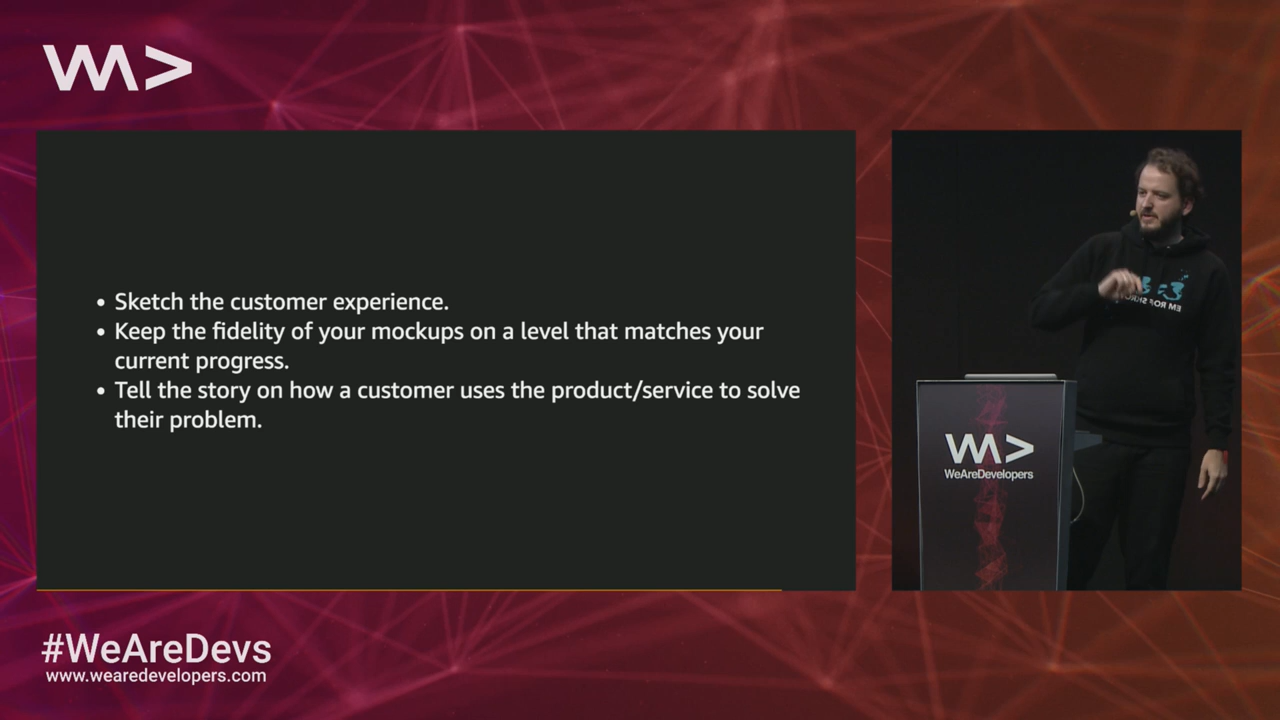 • Sketch the customer experience.
• Keep the fidelity of your mockups on a level that matches your
current progress.
• Tell the story on how a customer uses the product/service to solve
their problem.
WeAreDevelopers
#WeAreDevs
www.wearedevelopers.com